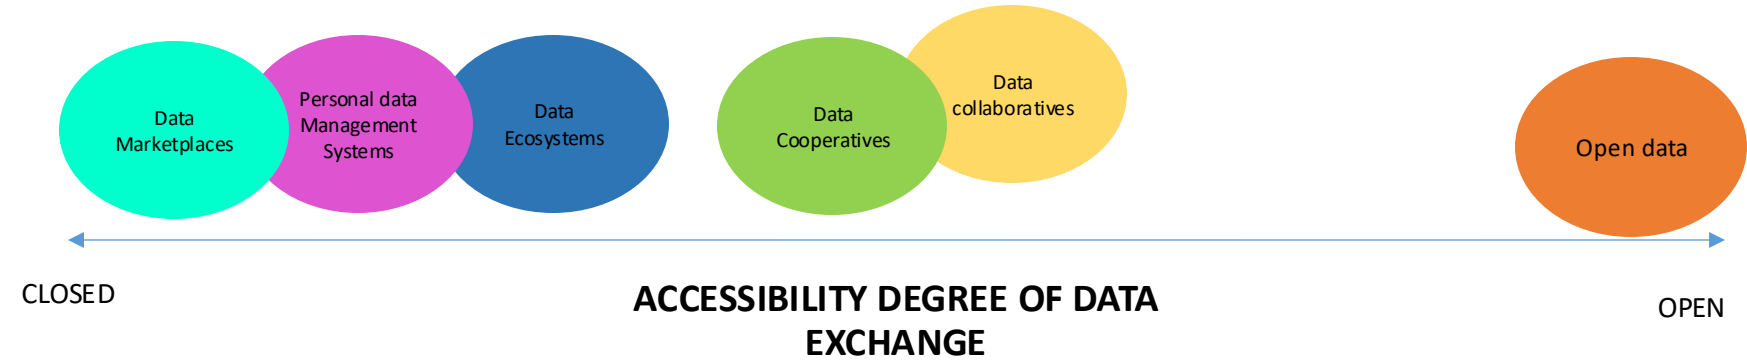 Data
Marketplaces
Personal data
Management
Systems
Data
Ecosystems
Data
Cooperatives
Data
collaboratives
Open data
CLOSED
ACCESSIBILITY DEGREE OF DATA
EXCHANGE
OPEN